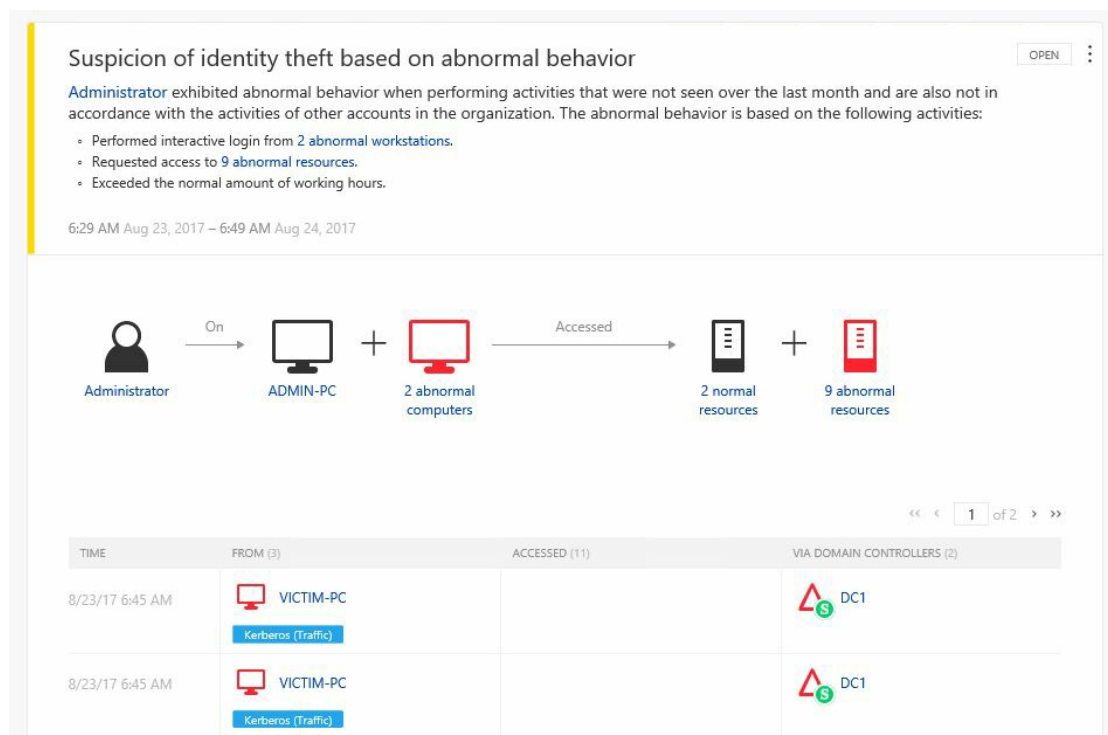 Suspicion of identity theft based on abnormal behavior
OPEN
Administrator exhibited abnormal behavior when performing activities that were not seen over the last month and are also not in
accordance with the activities of other accounts in the organization. The abnormal behavior is based on the following activities:
Performed interactive login from 2 abnormal workstations.
Requested access to 9 abnormal resources.
Exceeded the normal amount of working hours.
6:29 AM Aug 23, 2017 – 6:49 AM Aug 24, 2017
On
Accessed
Administrator
ADMIN-PC
2 abnormal
computers
2 normal
resources
9 abnormal
resources
1 of 2
TIME FROM (3) ACCESSED (11) VIA DOMAIN CONTROLLERS (2)
8/23/17 6:45 AM VICTIM-PC S DC1
Kerberos (Traffic)
8/23/17 6:45 AM VICTIM-PC S DC1
Kerberos (Traffic)